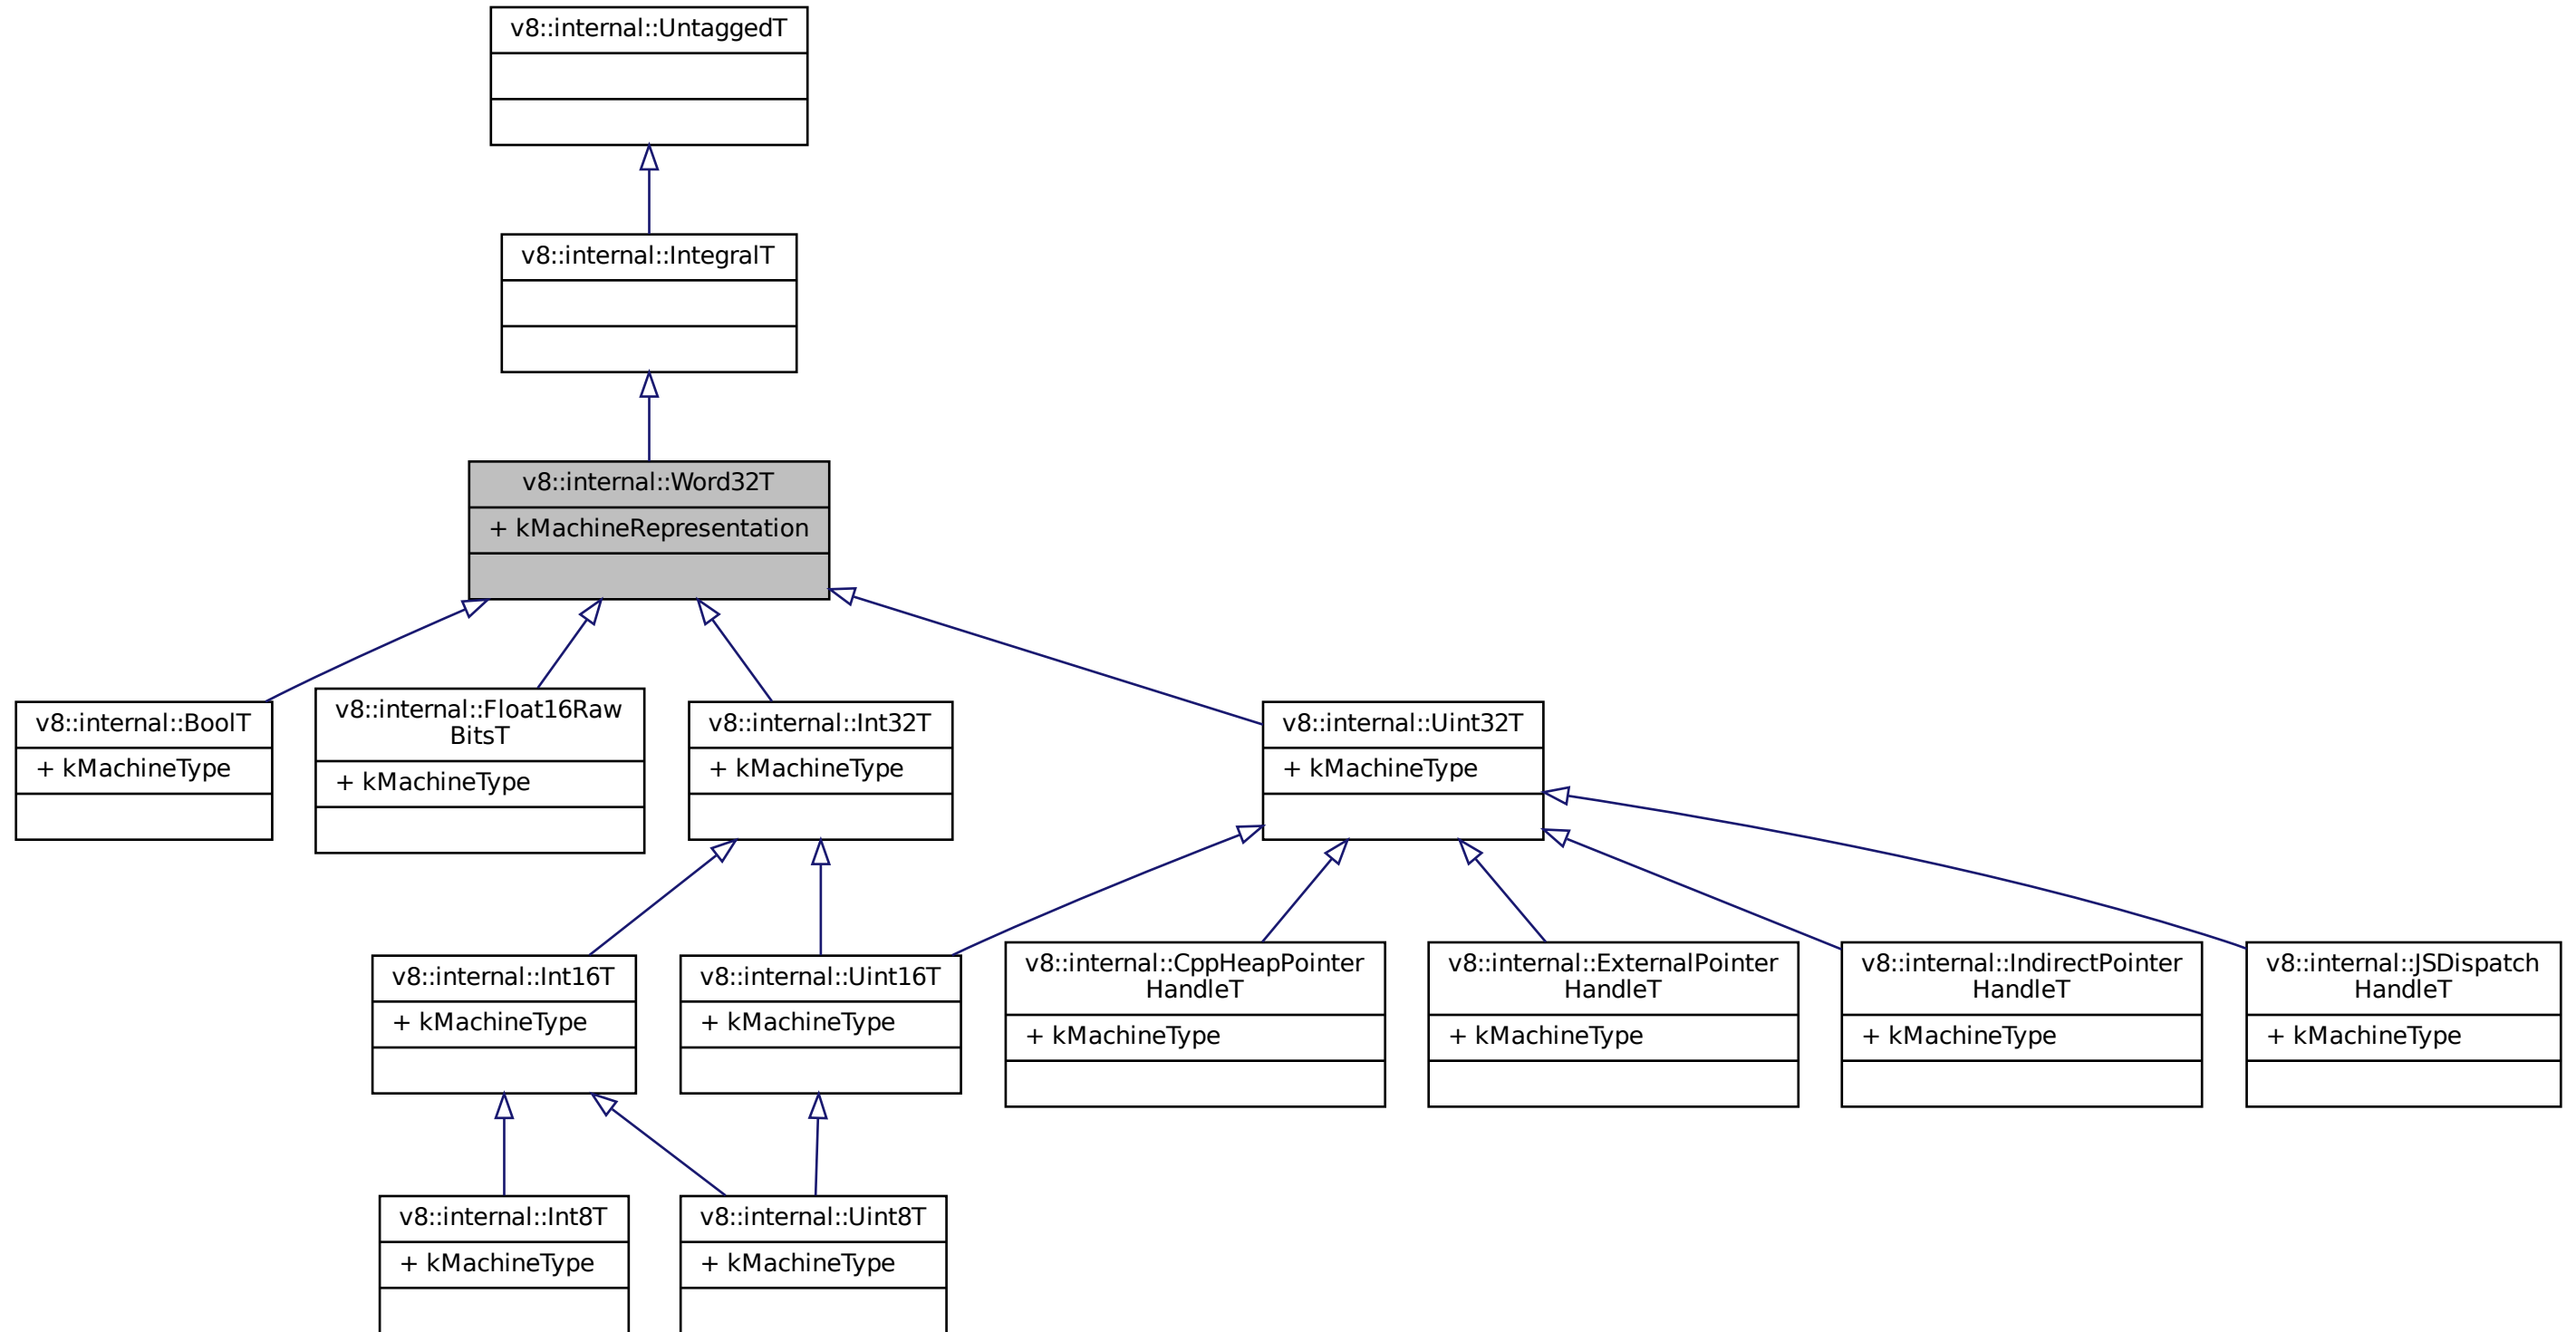 v8::internal::UntaggedT
v8::internal::IntegralT
v8::internal::Word32T
+ kMachineRepresentation
v8::internal::BoolT
+ kMachineType
v8::internal::Float16Raw
BitsT
+ kMachineType
v8::internal::Int32T
+ kMachineType
v8::internal::Uint32T
+ kMachineType
v8::internal::Int16T
+ kMachineType
v8::internal::Uint16T
+ kMachineType
v8::internal::CppHeapPointer
HandleT
+ kMachineType
v8::internal::ExternalPointer
HandleT
+ kMachineType
v8::internal::IndirectPointer
HandleT
+ kMachineType
v8::internal::JSDispatch
HandleT
+ kMachineType
v8::internal::Int8T
+ kMachineType
v8::internal::Uint8T
+ kMachineType